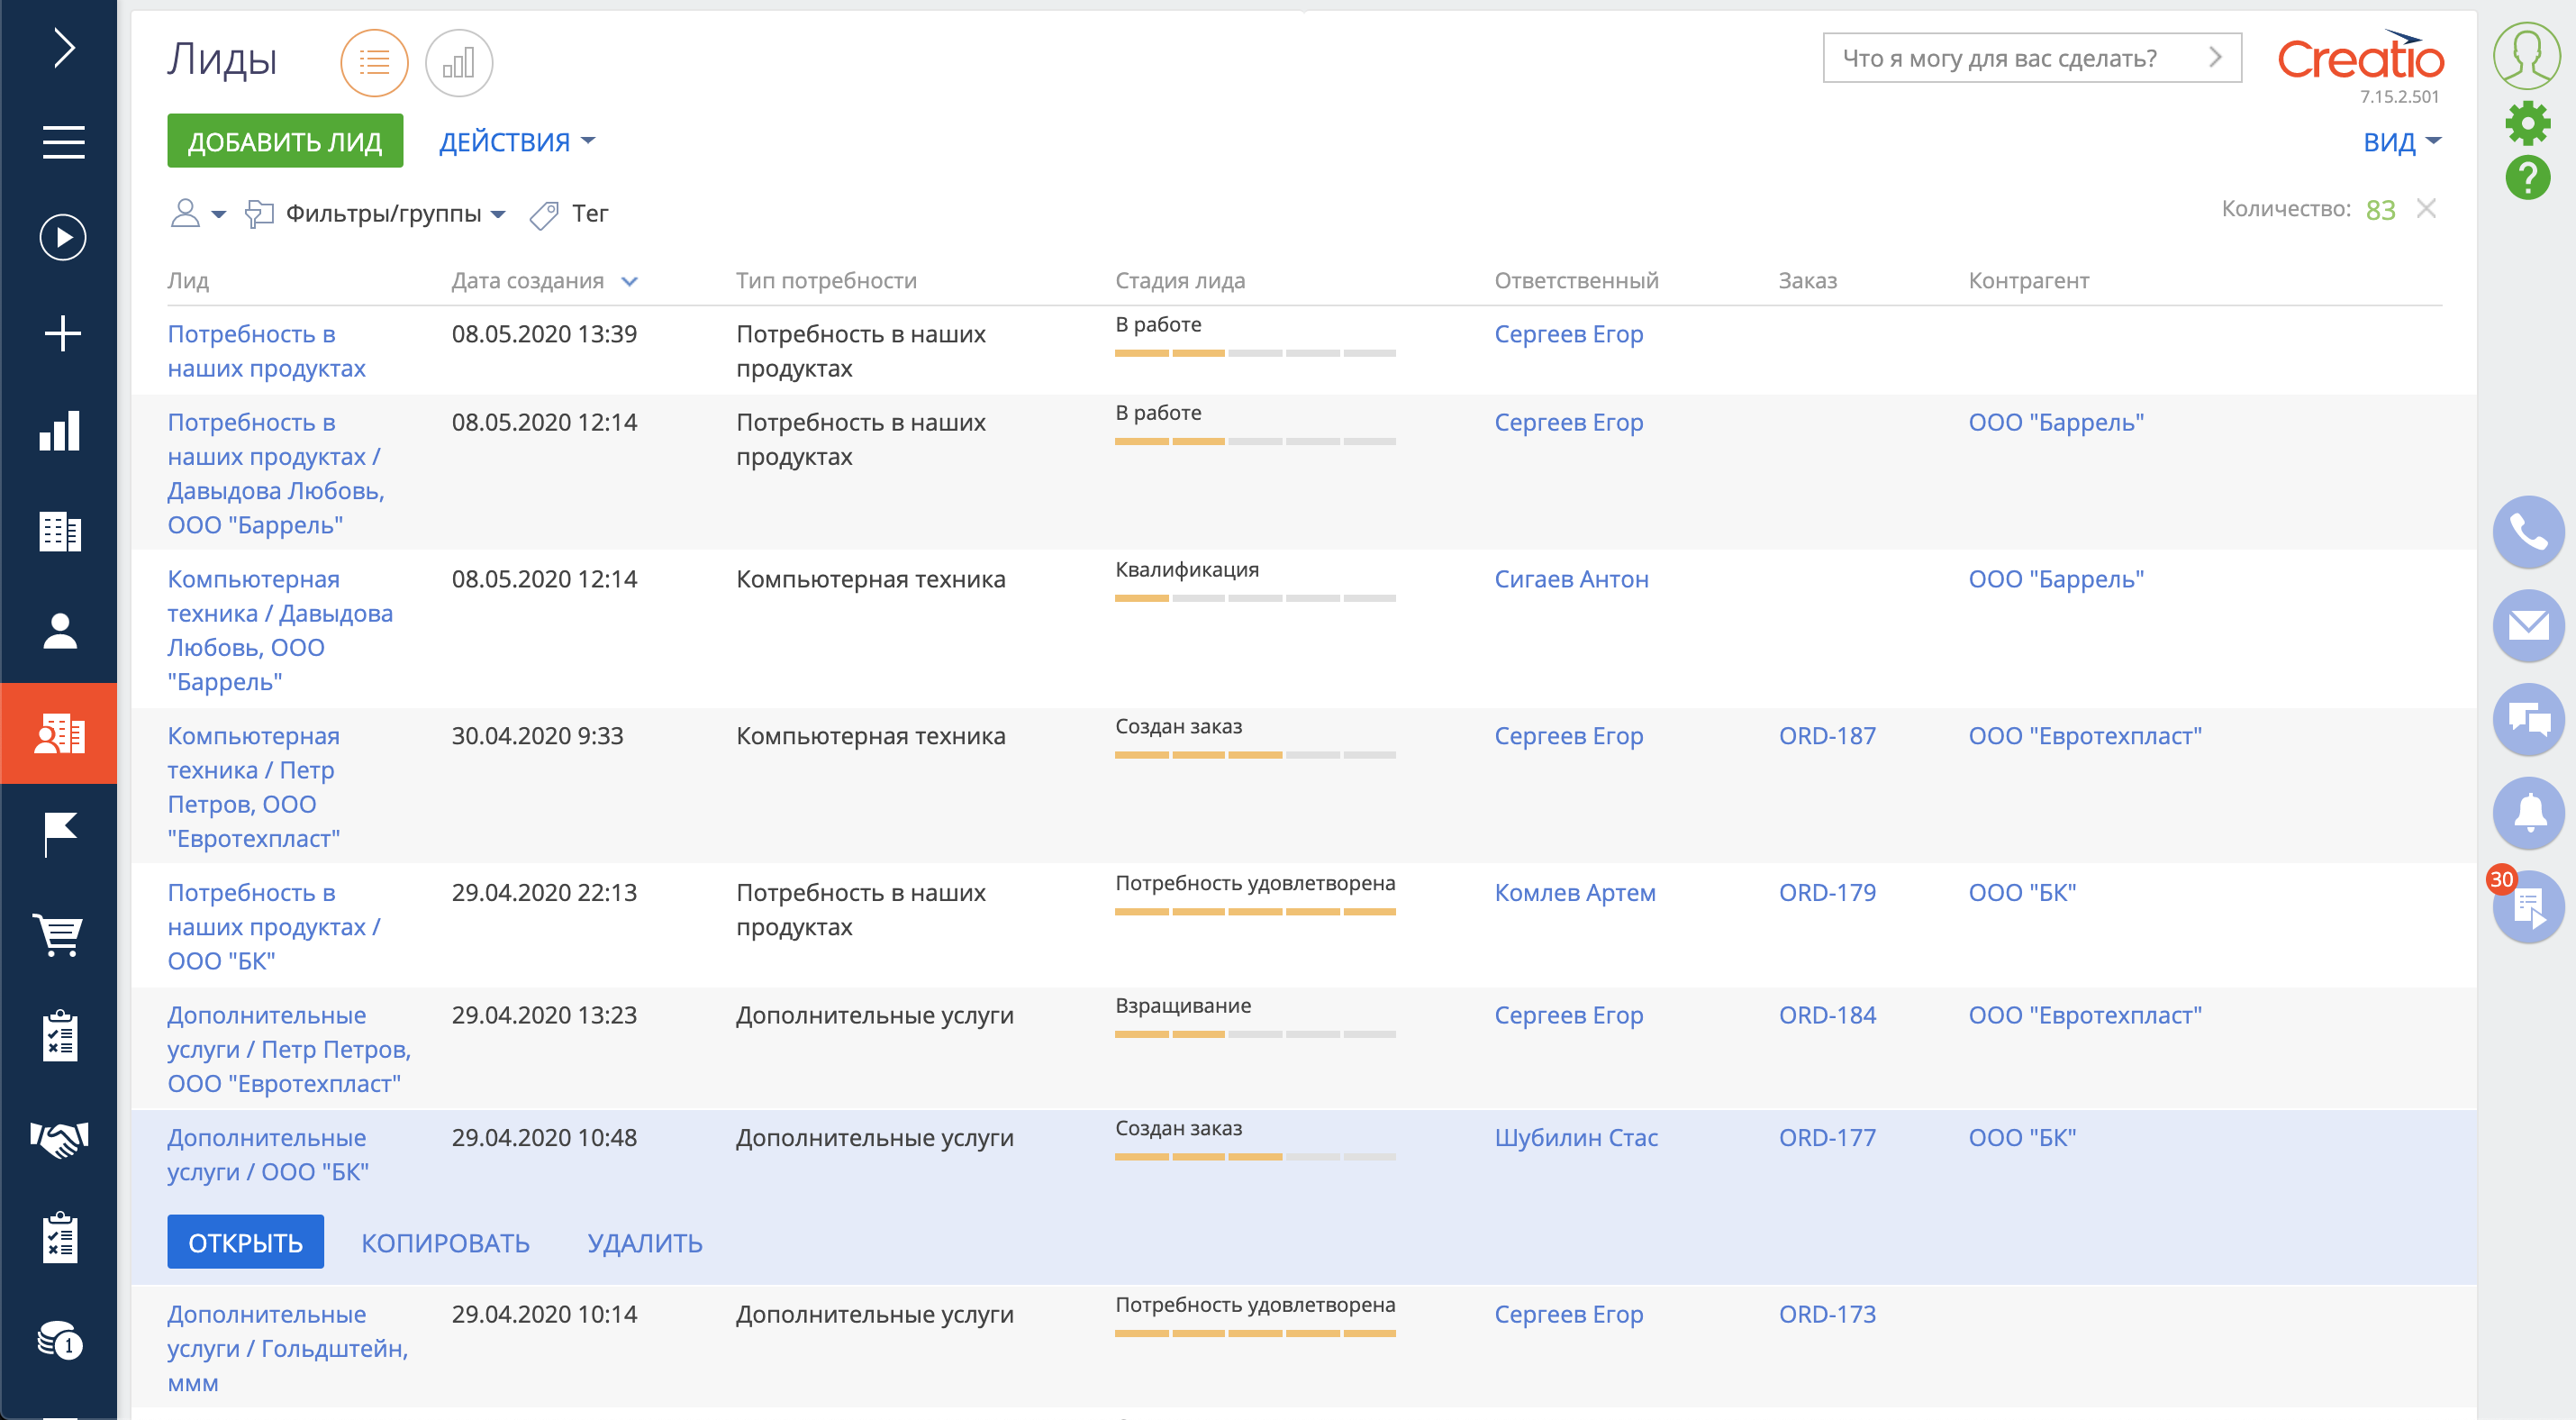 Лиды
Что я могу для вас сделать?
Creatio
7.15.2.501
ДОБАВИТЬ ЛИД
ДЕЙСТВИЯ
ВИД
Фильтры/группы
Тег
Количество: 83
Лид Дата создания Тип потребности Стадия лида Ответственный Заказ Контрагент
Потребность в
наших продуктах
08.05.2020 13:39
Потребность в наших
продуктах
В работе
Сергеев Егор
Потребность в
наших продуктах /
Давыдова Любовь,
ООО "Баррель"
08.05.2020 12:14
Потребность в наших
продуктах
В работе
Сергеев Егор
ООО "Баррель"
Компьютерная
техника / Давыдова
Любовь, ООО
"Баррель"
08.05.2020 12:14
Компьютерная техника
Квалификация
Сигаев Антон
ООО "Баррель"
Компьютерная
техника / Петр
Петров, ООО
"Евротехпласт"
30.04.2020 9:33
Компьютерная техника
Создан заказ
Сергеев Егор
ORD-187
ООО "Евротехпласт"
Потребность в
наших продуктах /
ООО "БК"
29.04.2020 22:13
Потребность в наших
продуктах
Потребность удовлетворена
Комлев Артем
ORD-179
ООО "БК"
Дополнительные
услуги / Петр Петров,
ООО "Евротехпласт"
29.04.2020 13:23
Дополнительные услуги
Взращивание
Сергеев Егор
ORD-184
ООО "Евротехпласт"
Дополнительные
услуги / ООО "БК"
29.04.2020 10:48
Дополнительные услуги
Создан заказ
Шубилин Стас
ORD-177
ООО "БК"
ОТКРЫТЬ
КОПИРОВАТЬ
УДАЛИТЬ
Дополнительные
услуги / Гольдштейн,
ммм
29.04.2020 10:14
Дополнительные услуги
Потребность удовлетворена
Сергеев Егор
ORD-173
?
30
1